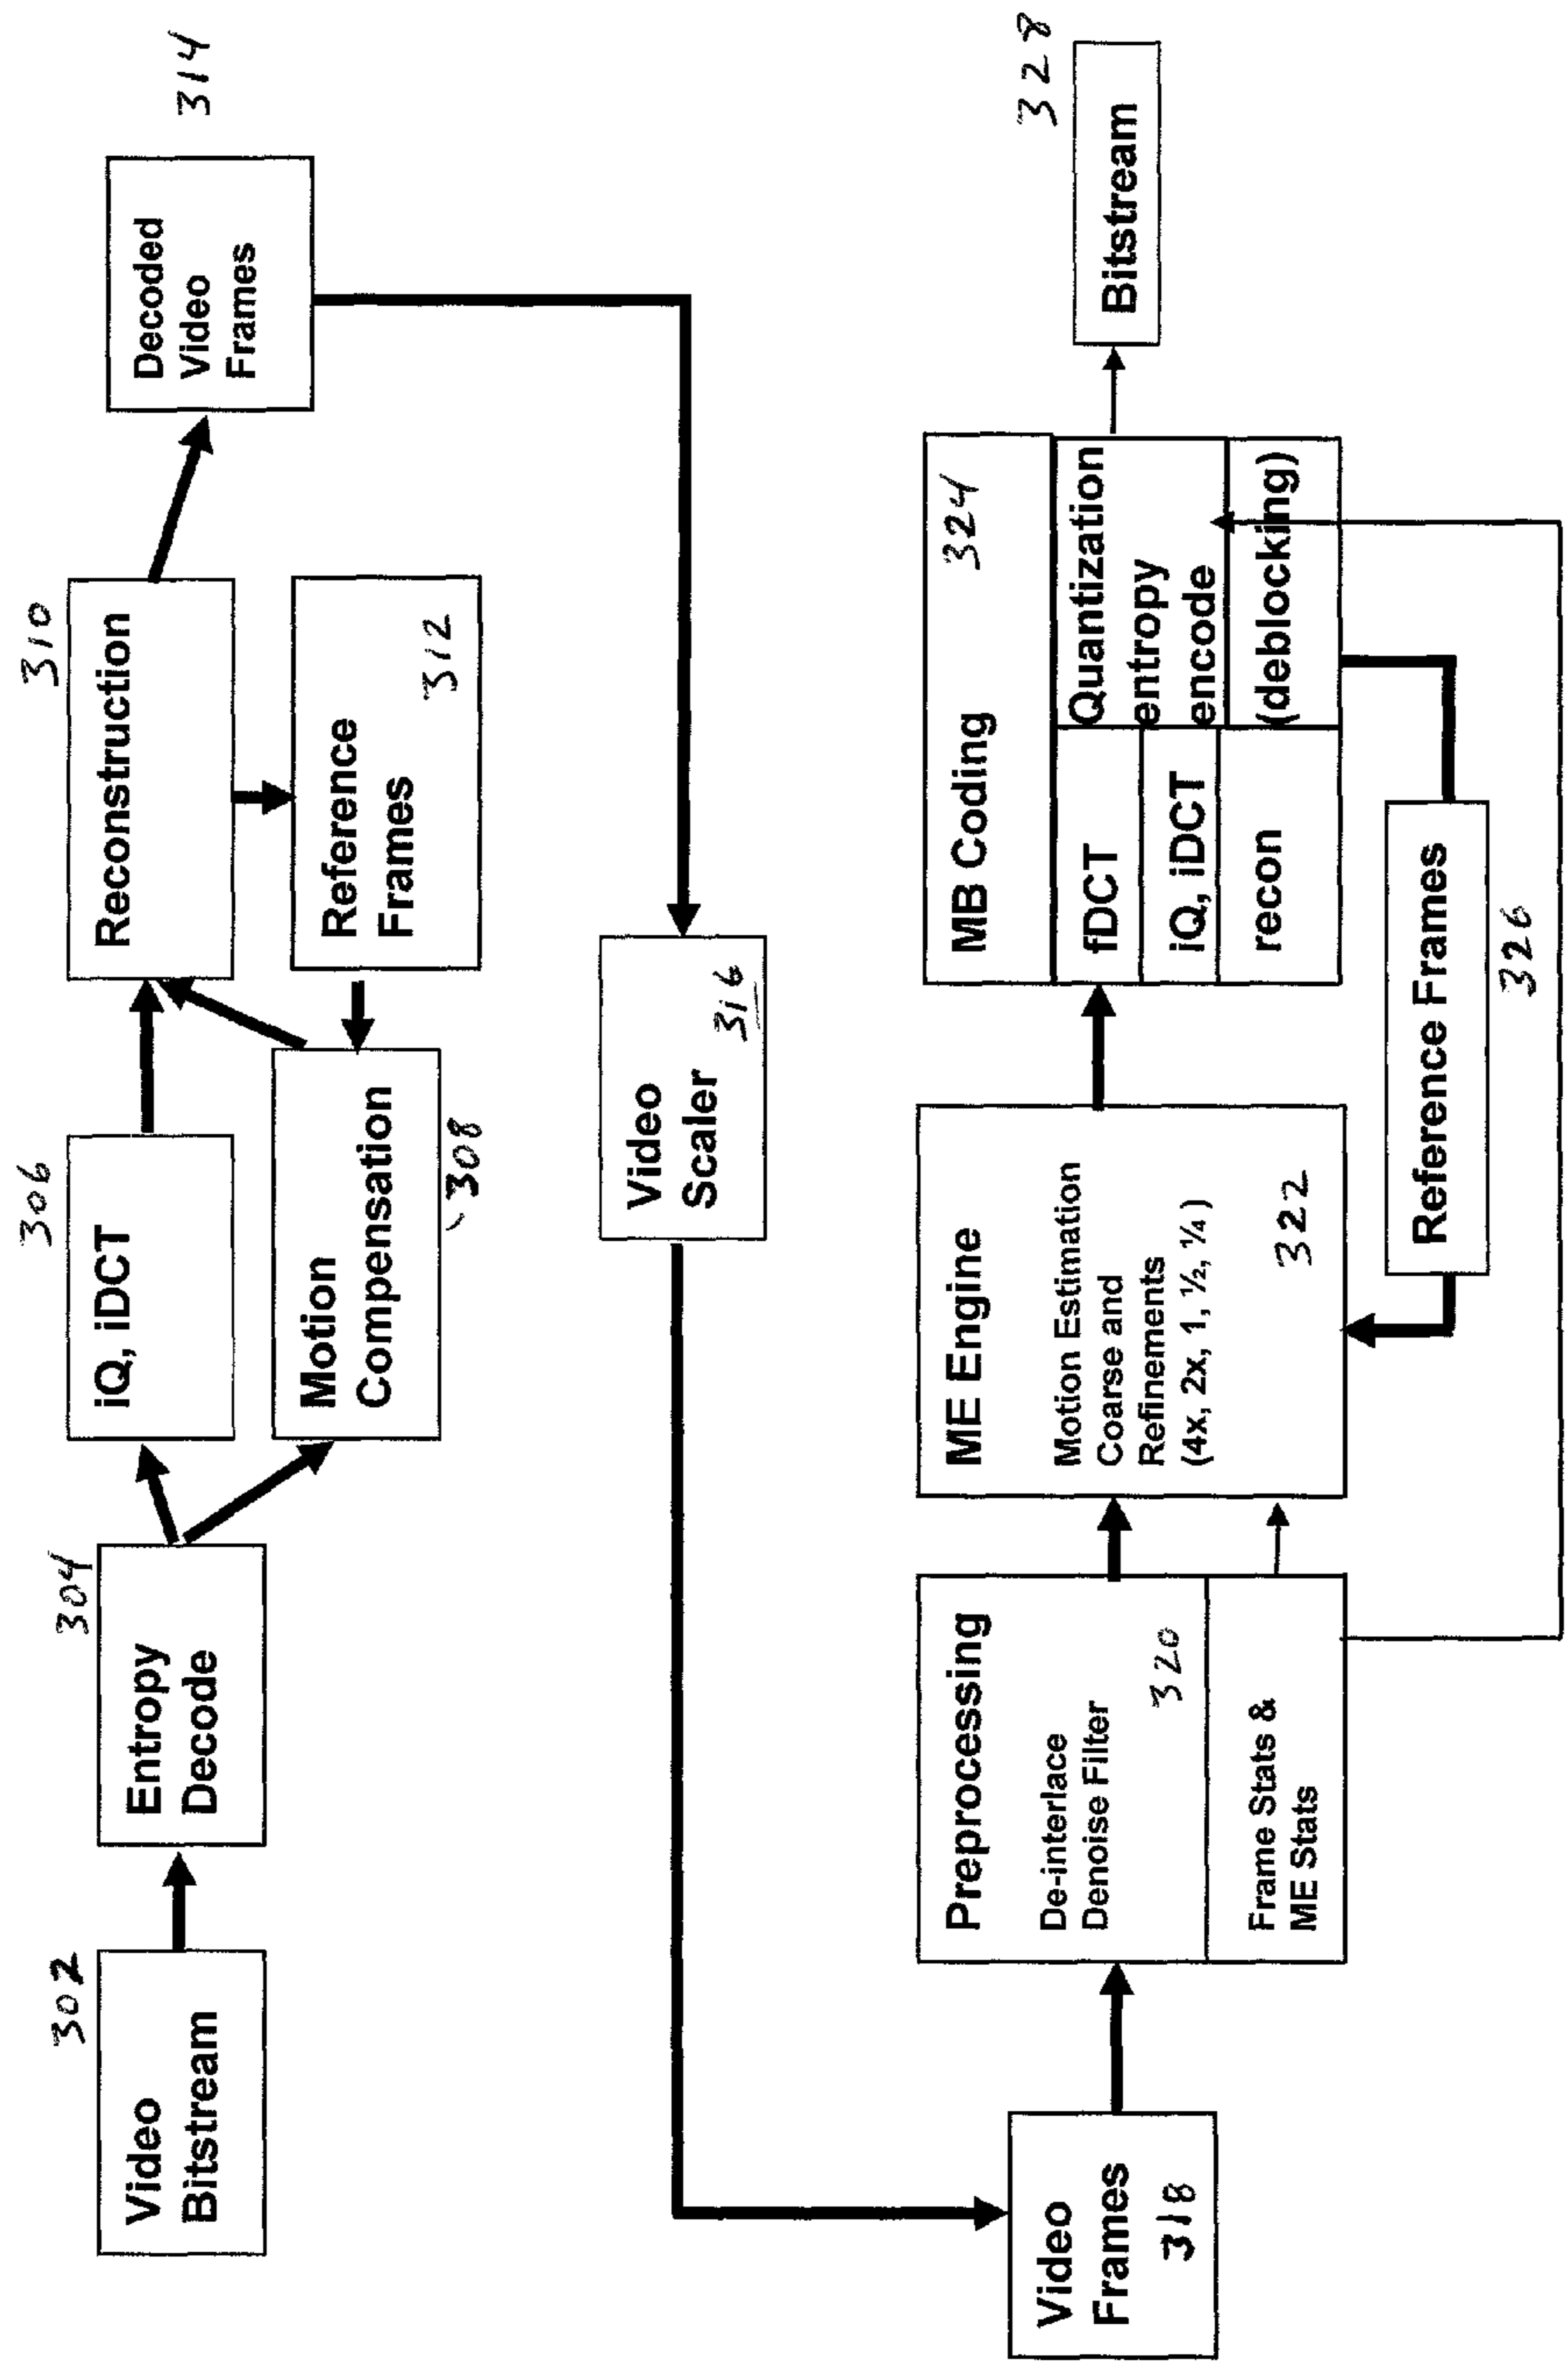 302
Video
Bitstream
304
Entropy
Decode
306
iQ, iDCT
Motion
Compensation
308
310
Reconstruction
Reference
Frames
312
314
Decoded
Video
Frames
Video
Scaler
316
Video
Frames
318
Preprocessing
De-interlace
Denoise Filter
320
Frame Stats &
ME Stats
ME Engine
Motion Estimation
Coarse and
Refinements
(4x, 2x, 1, ½, ¼ )
322
MB Coding
324
fDCT
Quantization
entropy
encode
iQ, iDCT
recon
(deblocking)
Reference Frames
326
328
Bitstream